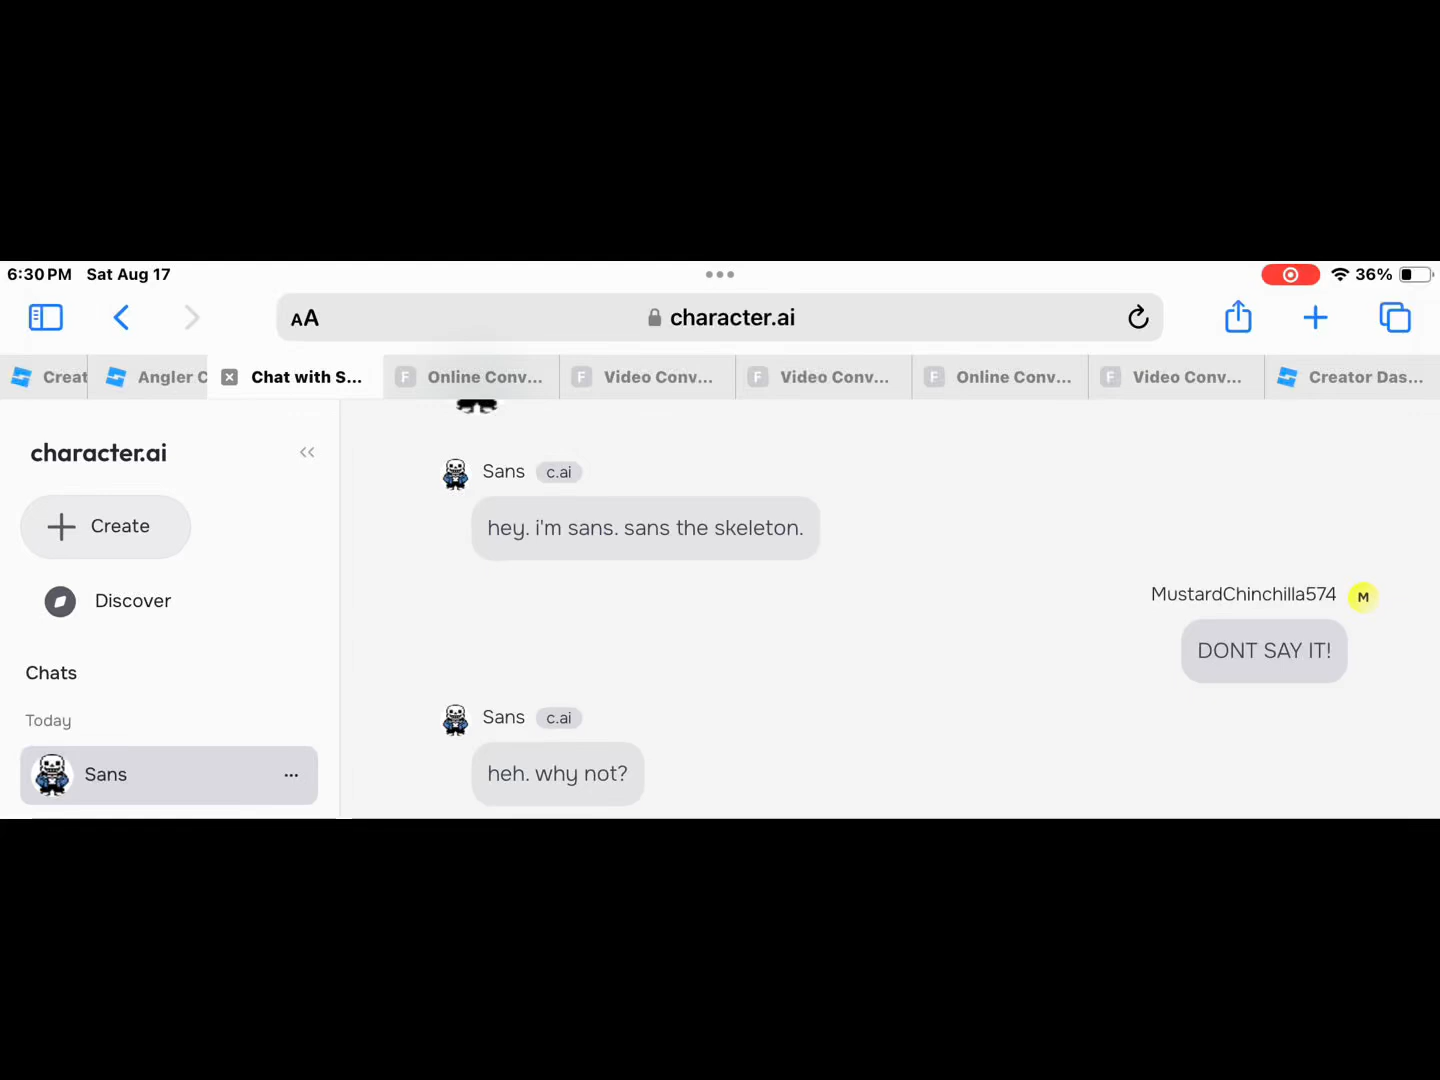 6:30 PM Sat Aug 17
36%
AA character.ai
Creat Angler C Chat with S... F Online Conv... F Video Conv... F Video Conv... F Online Conv... F Video Conv... Creator Das...
character.ai
Create
Discover
Chats
Today
Sans
Sans c.ai
hey. i'm sans. sans the skeleton.
MustardChinchilla574 M
DONT SAY IT!
Sans c.ai
heh. why not?